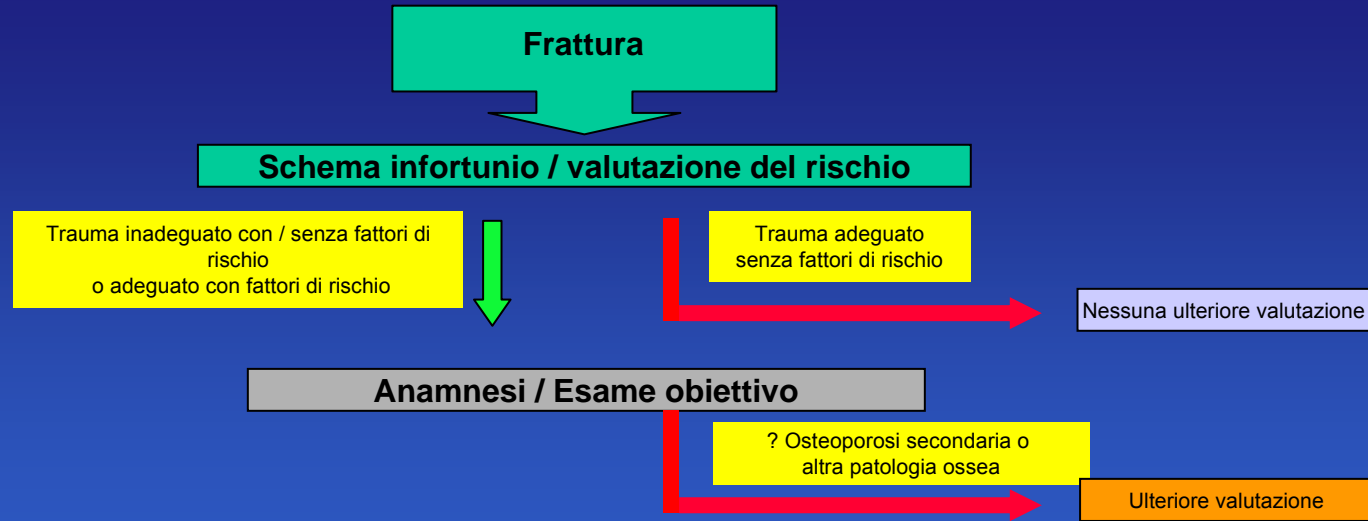 Frattura
Schema infortunio / valutazione del rischio
Trauma inadeguato con / senza fattori di
rischio
o adeguato con fattori di rischio
Trauma adeguato
senza fattori di rischio
Nessuna ulteriore valutazione
Anamnesi / Esame obiettivo
? Osteoporosi secondaria o
altra patologia ossea
Ulteriore valutazione